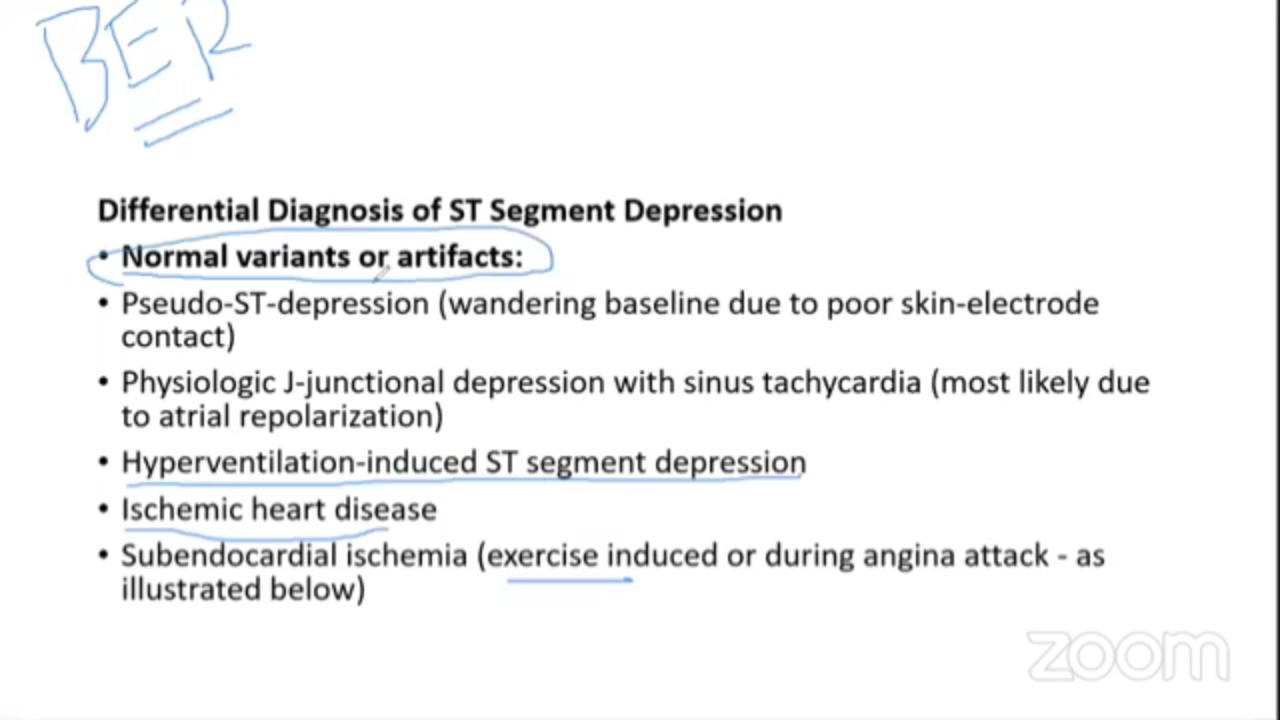 BER
Differential Diagnosis of ST Segment Depression
• Normal variants or artifacts:
• Pseudo-ST-depression (wandering baseline due to poor skin-electrode
contact)
• Physiologic J-junctional depression with sinus tachycardia (most likely due
to atrial repolarization)
• Hyperventilation-induced ST segment depression
• Ischemic heart disease
• Subendocardial ischemia (exercise induced or during angina attack - as
illustrated below)
zoom